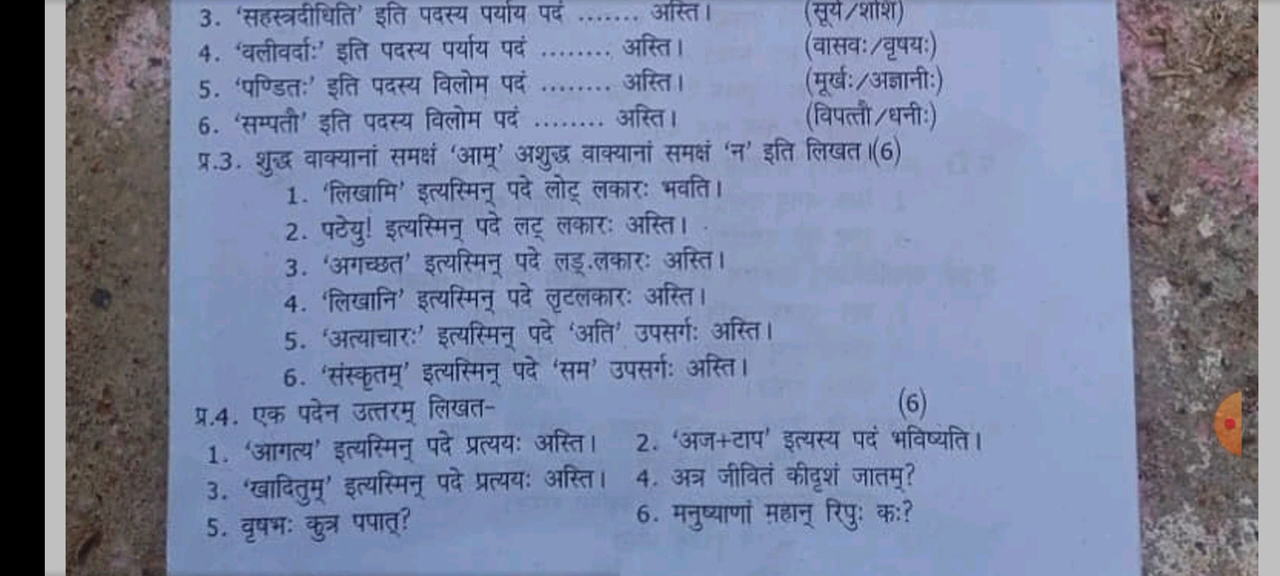 3. 'सहस्त्रदीधिति' इति पदस्य पर्याय पदं ....... अस्ति। (सूर्य/शशि)
4. 'वलीवर्दाः' इति पदस्य पर्याय पदं ........ अस्ति। (वासवः/वृषयः)
5. 'पण्डितः' इति पदस्य विलोम पदं ........ अस्ति। (मूर्खः/अज्ञानीः)
6. 'सम्पतौ' इति पदस्य विलोम पदं ........ अस्ति। (विपत्तौ/धनीः)
प्र.3. शुद्ध वाक्यानां समक्षं 'आम्' अशुद्ध वाक्यानां समक्षं 'न' इति लिखत।(6)
1. 'लिखामि' इत्यस्मिन् पदे लोट् लकारः भवति।
2. पटेयु! इत्यस्मिन् पदे लट् लकारः अस्ति।
3. 'अगच्छत' इत्यस्मिन् पदे लड्.लकारः अस्ति।
4. 'लिखानि' इत्यस्मिन् पदे लृटलकारः अस्ति।
5. 'अत्याचारः' इत्यस्मिन् पदे 'अति' उपसर्गः अस्ति।
6. 'संस्कृतम्' इत्यस्मिन् पदे 'सम' उपसर्गः अस्ति।
प्र.4. एक पदेन उत्तरम् लिखत- (6)
1. 'आगत्य' इत्यस्मिन् पदे प्रत्ययः अस्ति। 2. 'अज+टाप' इत्यस्य पदं भविष्यति।
3. 'खादितुम्' इत्यस्मिन् पदे प्रत्ययः अस्ति। 4. अत्र जीवितं कीदृशं जातम्?
5. वृषभः कुत्र पपात्? 6. मनुष्याणां महान् रिपुः कः?